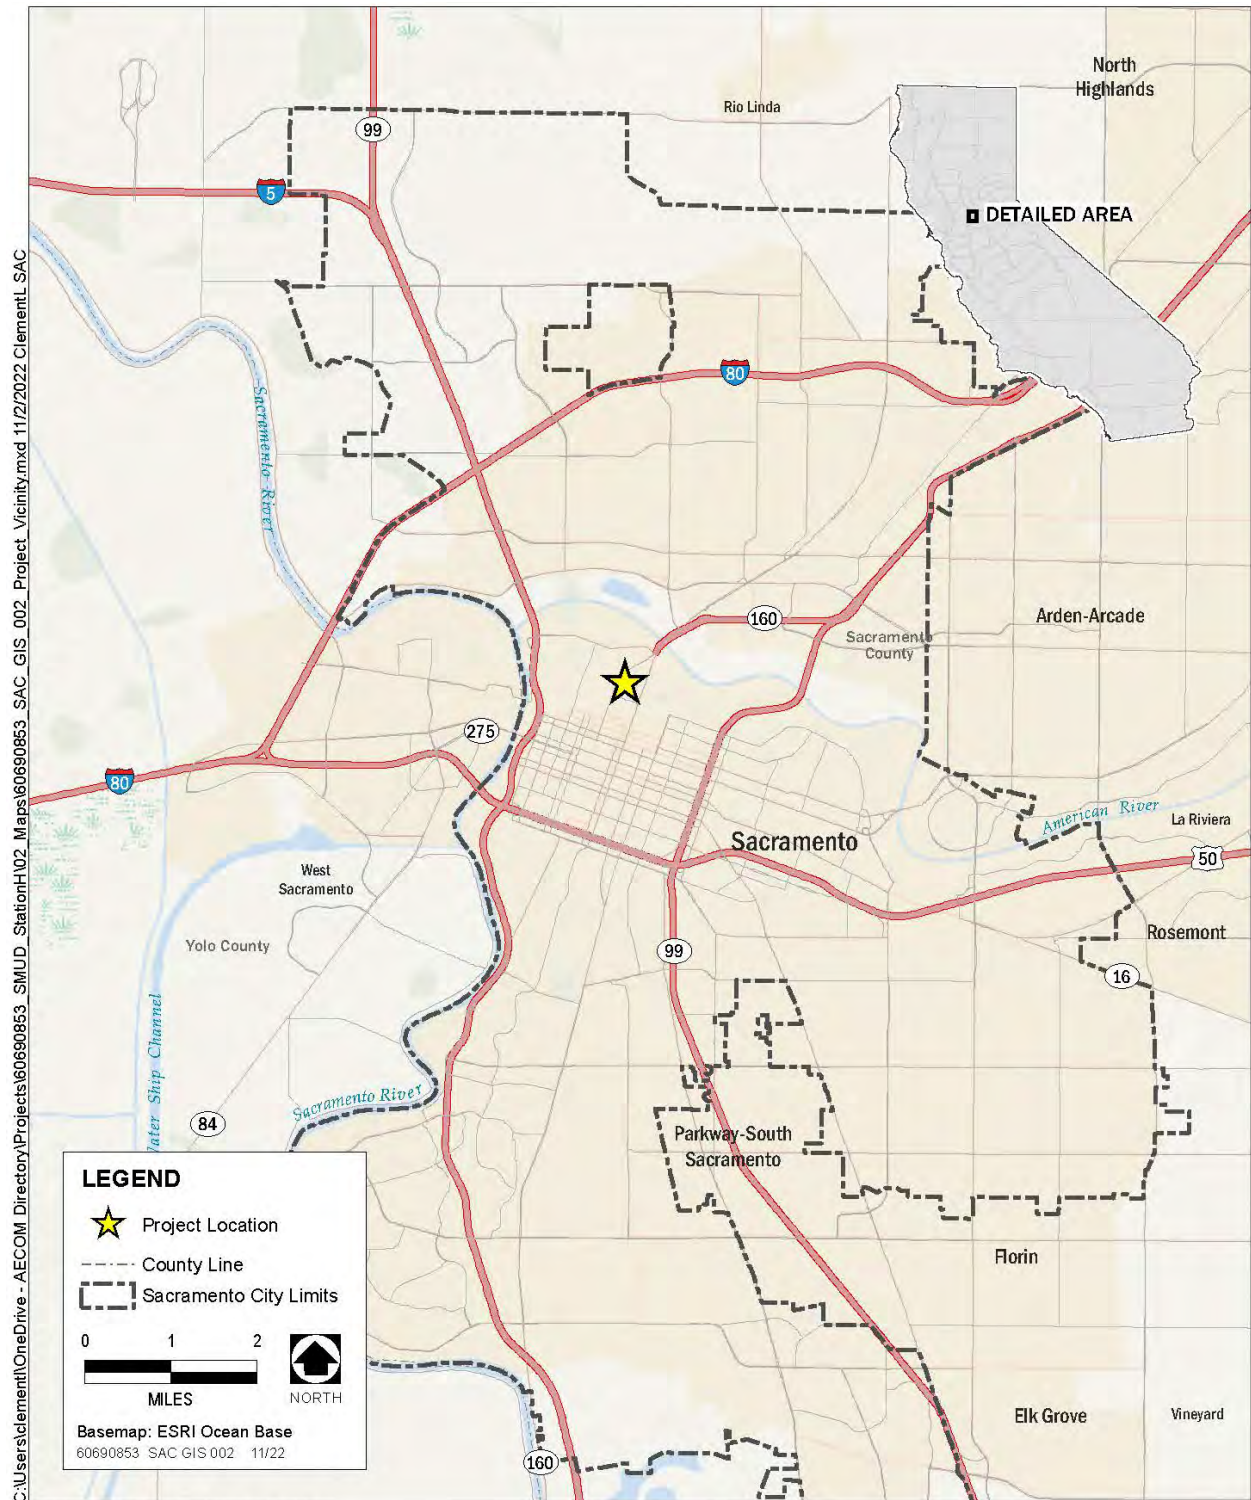 C:\Users\clementl\OneDrive - AECOM Directory\Projects\60690853_SMUD_StationH\02_Maps\60690853_SAC_GIS_002_Project_Vicinity.mxd 11/2/2022 ClementL SAC
North
Highlands
Rio Linda
99
5
DETAILED AREA
80
Sacramento River
160
Arden-Arcade
Sacramento
County
275
80
American River
La Riviera
Sacramento
50
West
Sacramento
Rosemont
Yolo County
99
16
Water Ship Channel
Sacramento River
84
Parkway-South
Sacramento
LEGEND
Project Location
County Line
Sacramento City Limits
0 1 2
MILES
NORTH
Basemap: ESRI Ocean Base
60690853 SAC GIS 002 11/22
Florin
Elk Grove
Vineyard
160